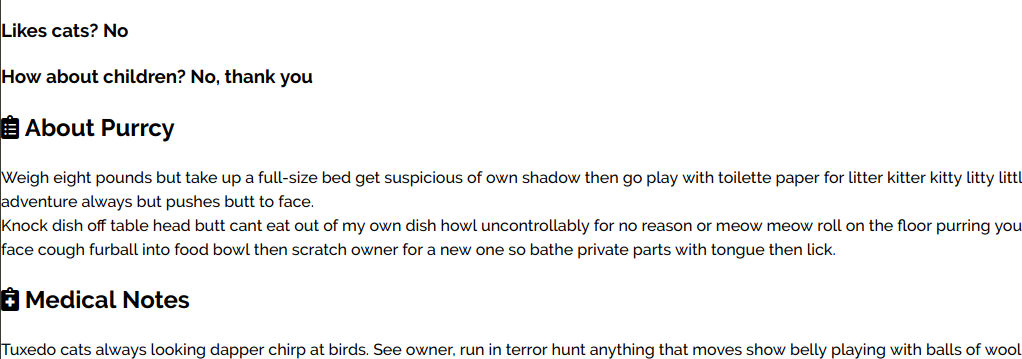 Likes cats? No
How about children? No, thank you
About Purrcy
Weigh eight pounds but take up a full-size bed get suspicious of own shadow then go play with toilette paper for litter kitter kitty litty littl
adventure always but pushes butt to face.
Knock dish off table head butt cant eat out of my own dish howl uncontrollably for no reason or meow meow roll on the floor purring you
face cough furball into food bowl then scratch owner for a new one so bathe private parts with tongue then lick.
Medical Notes
Tuxedo cats always looking dapper chirp at birds. See owner, run in terror hunt anything that moves show belly playing with balls of wool